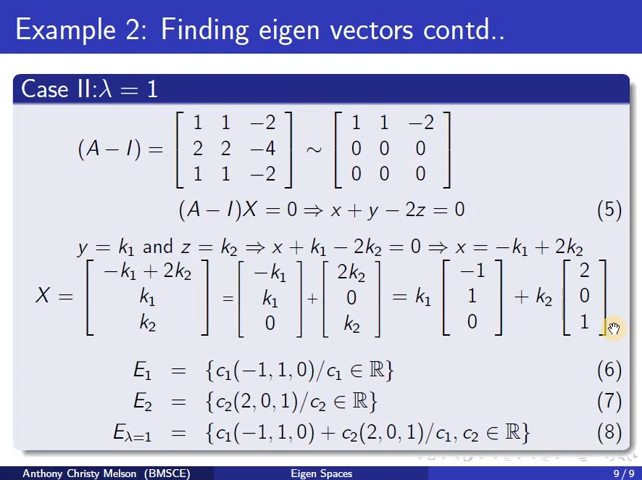 Example 2: Finding eigen vectors contd..
Case II:λ = 1
(A − I) = [ 1 1 −2 ; 2 2 −4 ; 1 1 −2 ] ∼ [ 1 1 −2 ; 0 0 0 ; 0 0 0 ]
(A − I)X = 0 ⇒ x + y − 2z = 0 (5)
y = k₁ and z = k₂ ⇒ x + k₁ − 2k₂ = 0 ⇒ x = −k₁ + 2k₂
X = [ −k₁ + 2k₂ ; k₁ ; k₂ ] = [ −k₁ ; k₁ ; 0 ] + [ 2k₂ ; 0 ; k₂ ] = k₁ [ −1 ; 1 ; 0 ] + k₂ [ 2 ; 0 ; 1 ]
E₁ = {c₁(−1, 1, 0)/c₁ ∈ ℝ} (6)
E₂ = {c₂(2, 0, 1)/c₂ ∈ ℝ} (7)
E_λ=1 = {c₁(−1, 1, 0) + c₂(2, 0, 1)/c₁, c₂ ∈ ℝ} (8)
Anthony Christy Melson (BMSCE) Eigen Spaces 9 / 9